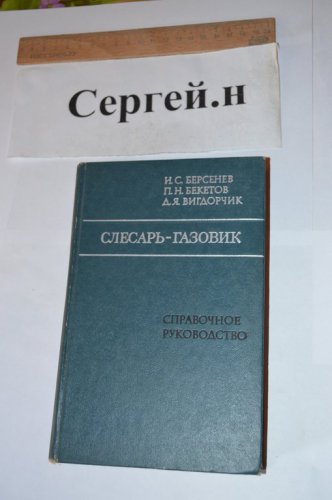 Сергей.н
И.С. БЕРСЕНЕВ
П.Н. БЕКЕТОВ
Д.Я. ВИГДОРЧИК
СЛЕСАРЬ-ГАЗОВИК
СПРАВОЧНОЕ
РУКОВОДСТВО